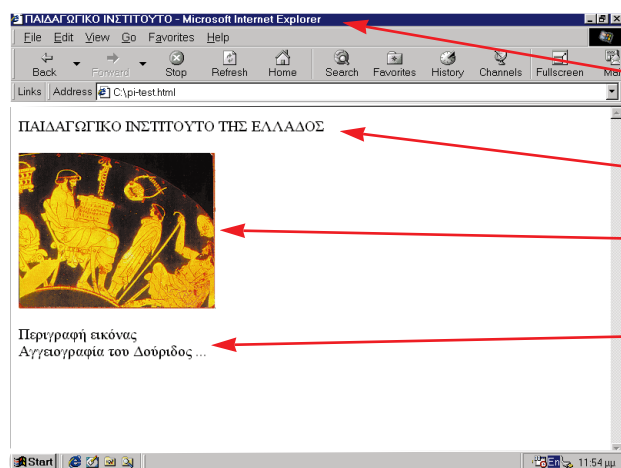 ΠΑΙΔΑΓΩΓΙΚΟ ΙΝΣΤΙΤΟΥΤΟ - Microsoft Internet Explorer
File Edit View Go Favorites Help
Back Forward Stop Refresh Home Search Favorites History Channels Fullscreen
Links Address C:\pi-test.html
ΠΑΙΔΑΓΩΓΙΚΟ ΙΝΣΤΙΤΟΥΤΟ ΤΗΣ ΕΛΛΑΔΟΣ
Περιγραφή εικόνας
Αγγειογραφία του Δούριδος ...
Start En 11:54 μμ